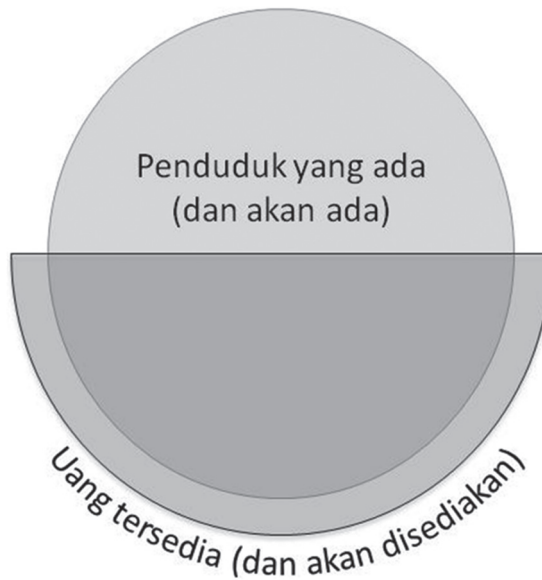 Penduduk yang ada
(dan akan ada)
Uang tersedia (dan akan disediakan)